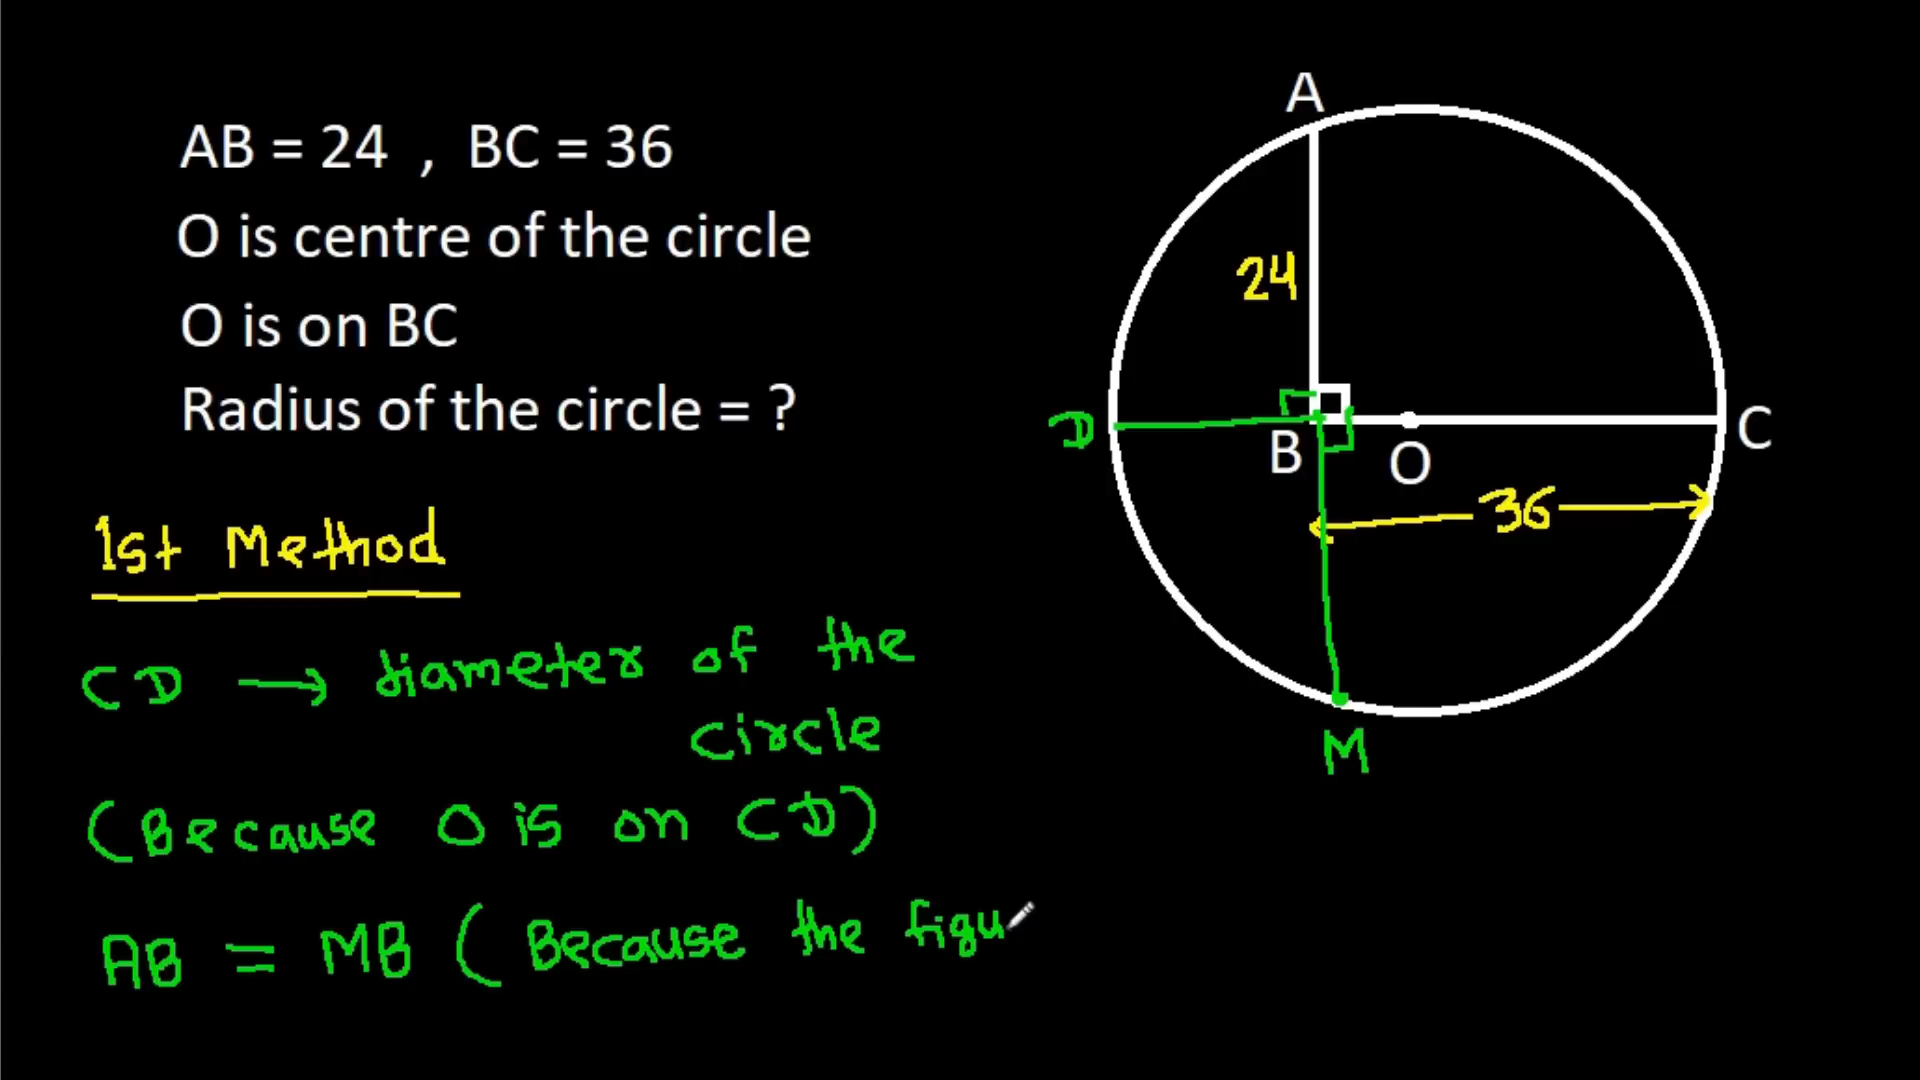 AB = 24 , BC = 36
O is centre of the circle
O is on BC
Radius of the circle = ?
1st Method
CD → diameter of the
circle
(Because O is on CD)
AB = MB (Because the figu
A
24
D
B
O
C
36
M